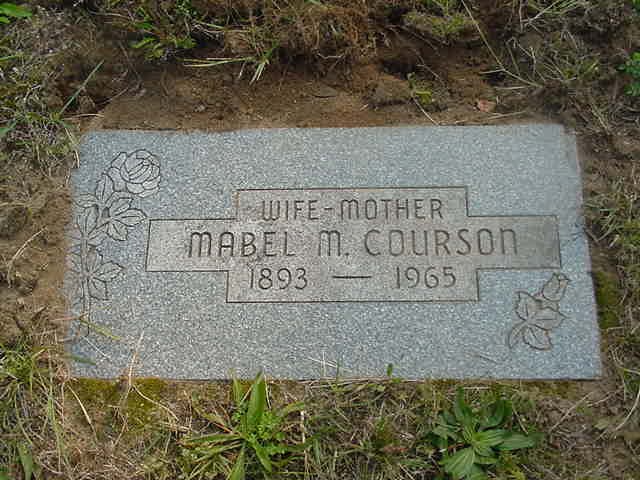 WIFE-MOTHER
MABEL M. COURSON
1893 — 1965